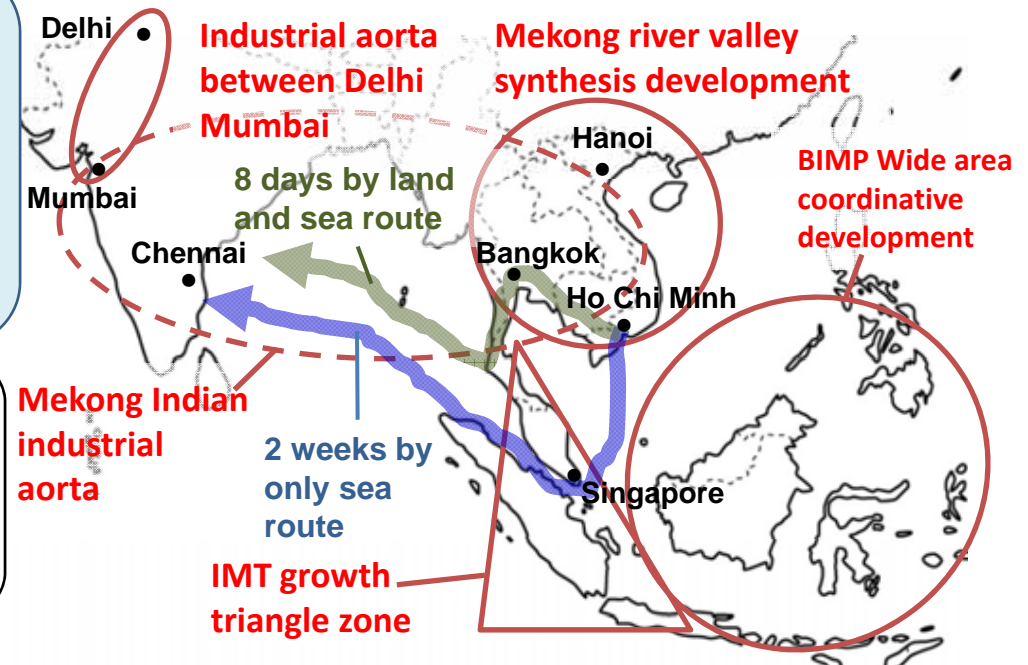 Delhi
Industrial aorta
between Delhi
Mumbai
Mekong river valley
synthesis development
Hanoi
BIMP Wide area
coordinative
development
Mumbai
8 days by land
and sea route
Chennai
Bangkok
Ho Chi Minh
Mekong Indian
industrial
aorta
2 weeks by
only sea
route
Singapore
IMT growth
triangle zone